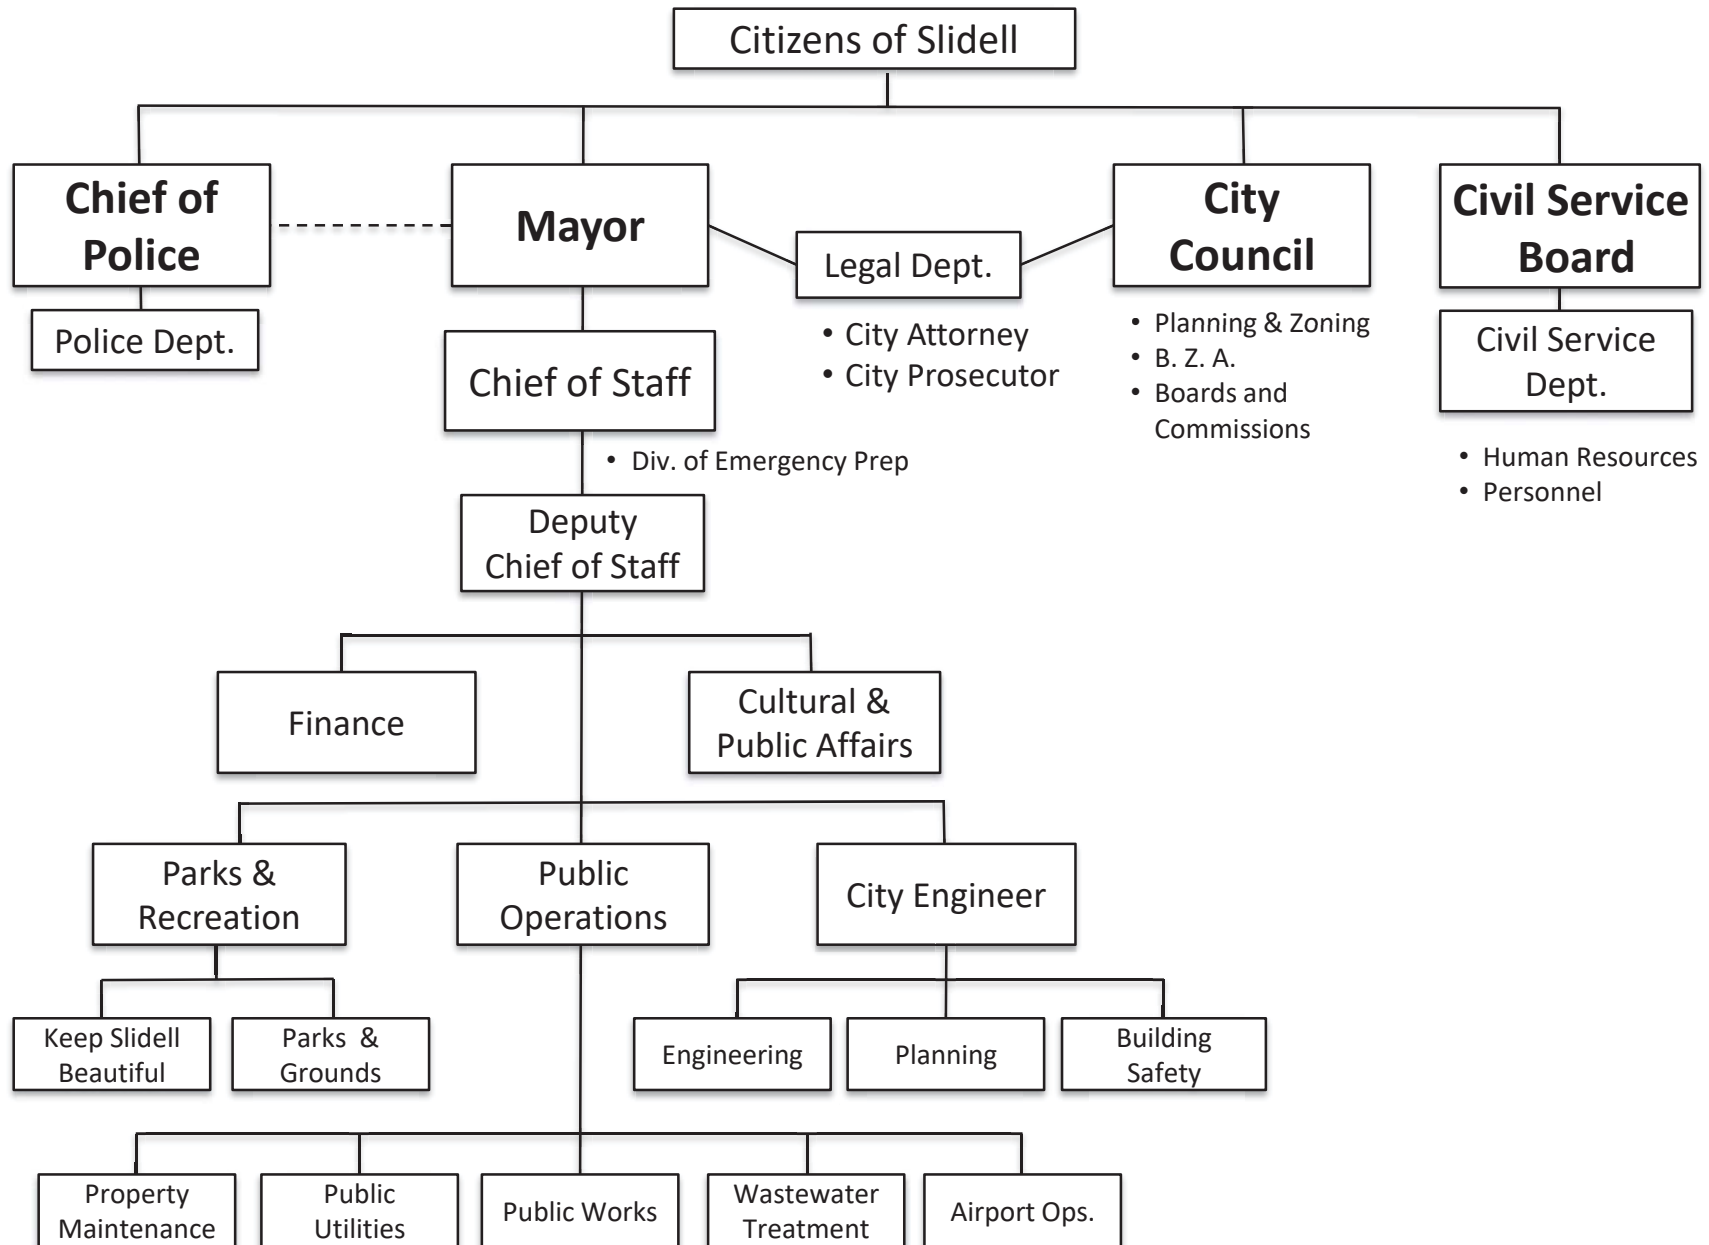 Citizens of Slidell
Chief of
Police
Mayor
City
Council
Civil Service
Board
Legal Dept.
• City Attorney
• City Prosecutor
Police Dept.
Chief of Staff
• Planning & Zoning
• B. Z. A.
• Boards and
Commissions
Civil Service
Dept.
• Human Resources
• Personnel
• Div. of Emergency Prep
Deputy
Chief of Staff
Finance
Cultural &
Public Affairs
Parks &
Recreation
Public
Operations
City Engineer
Keep Slidell
Beautiful
Parks & 
Grounds
Engineering
Planning
Building
Safety
Property
Maintenance
Public
Utilities
Public Works
Wastewater
Treatment
Airport Ops.